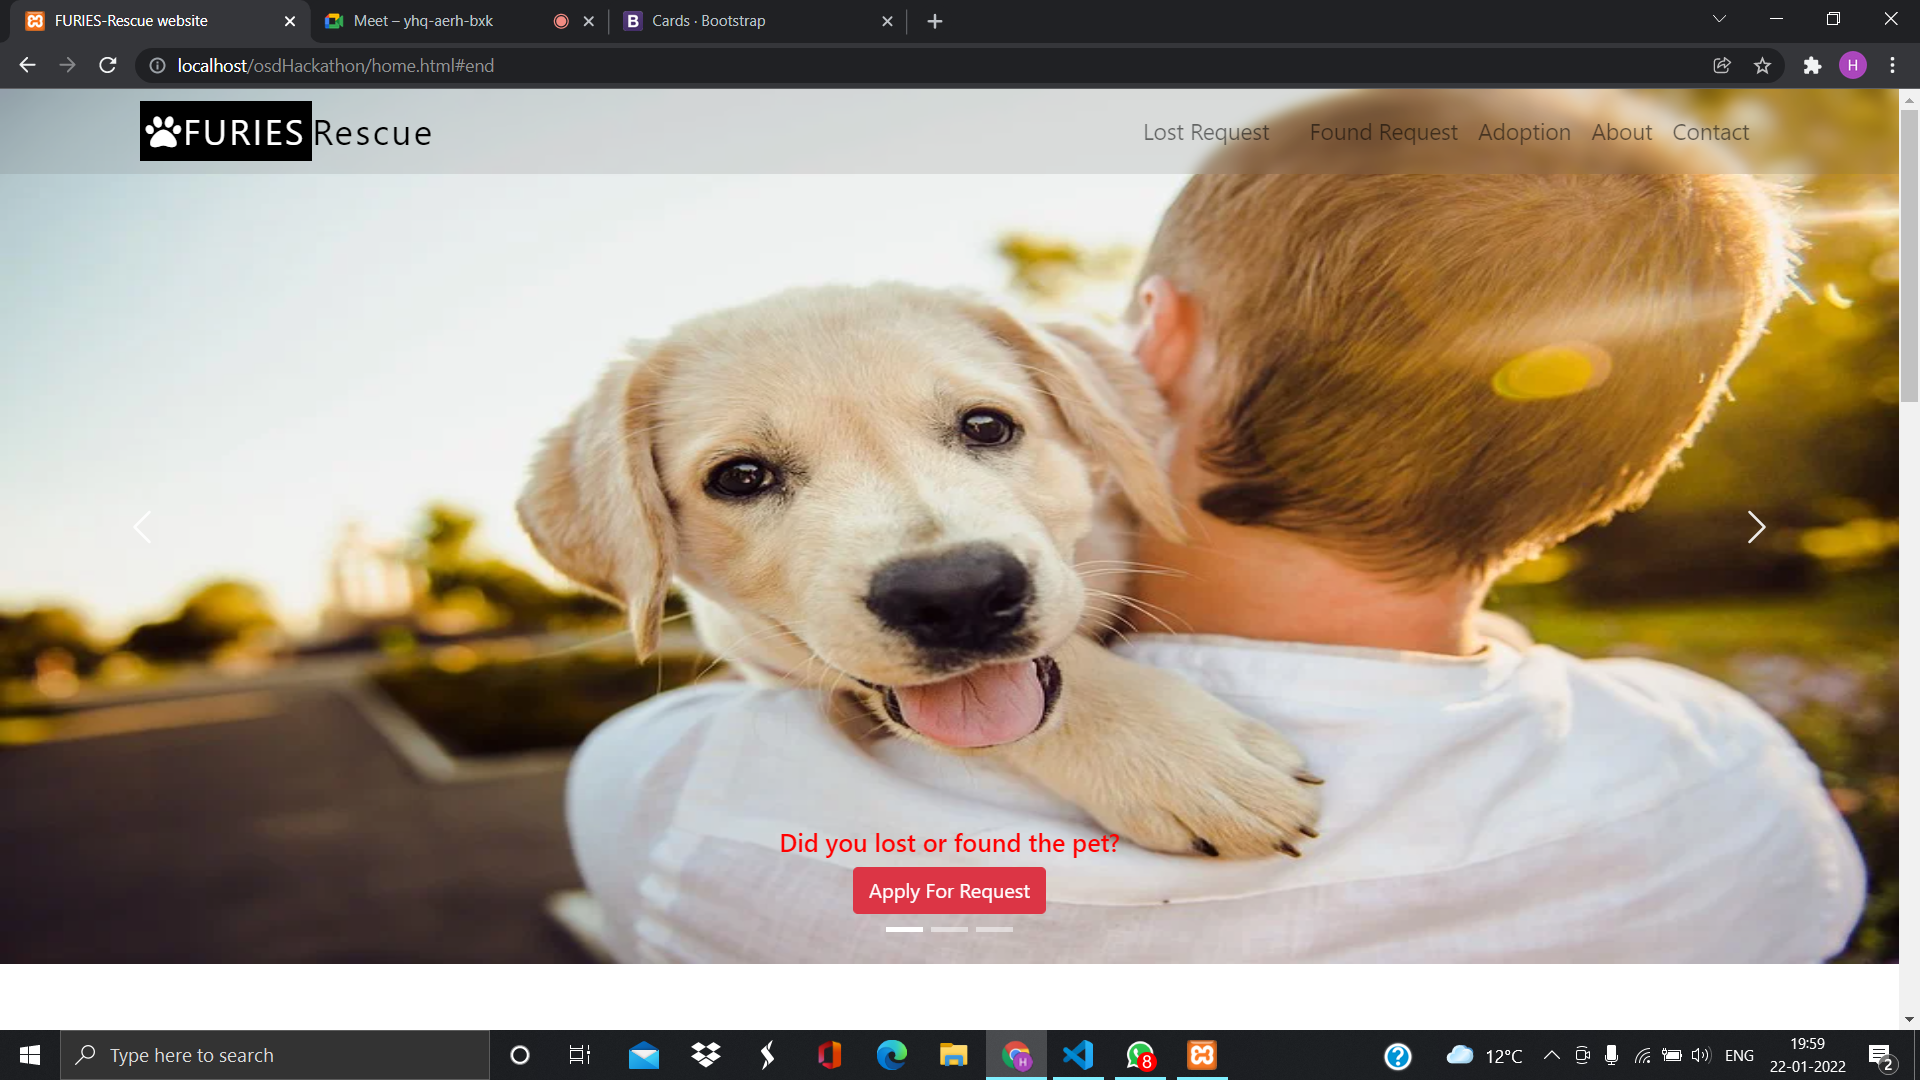 FURIES-Rescue website
Meet – yhq-aerh-bxk
Cards · Bootstrap
localhost/osdHackathon/home.html#end
H
FURIES Rescue
Lost Request
Found Request
Adoption
About
Contact
Did you lost or found the pet?
Apply For Request
Type here to search
H
8
12°C
ENG
19:59
22-01-2022
2